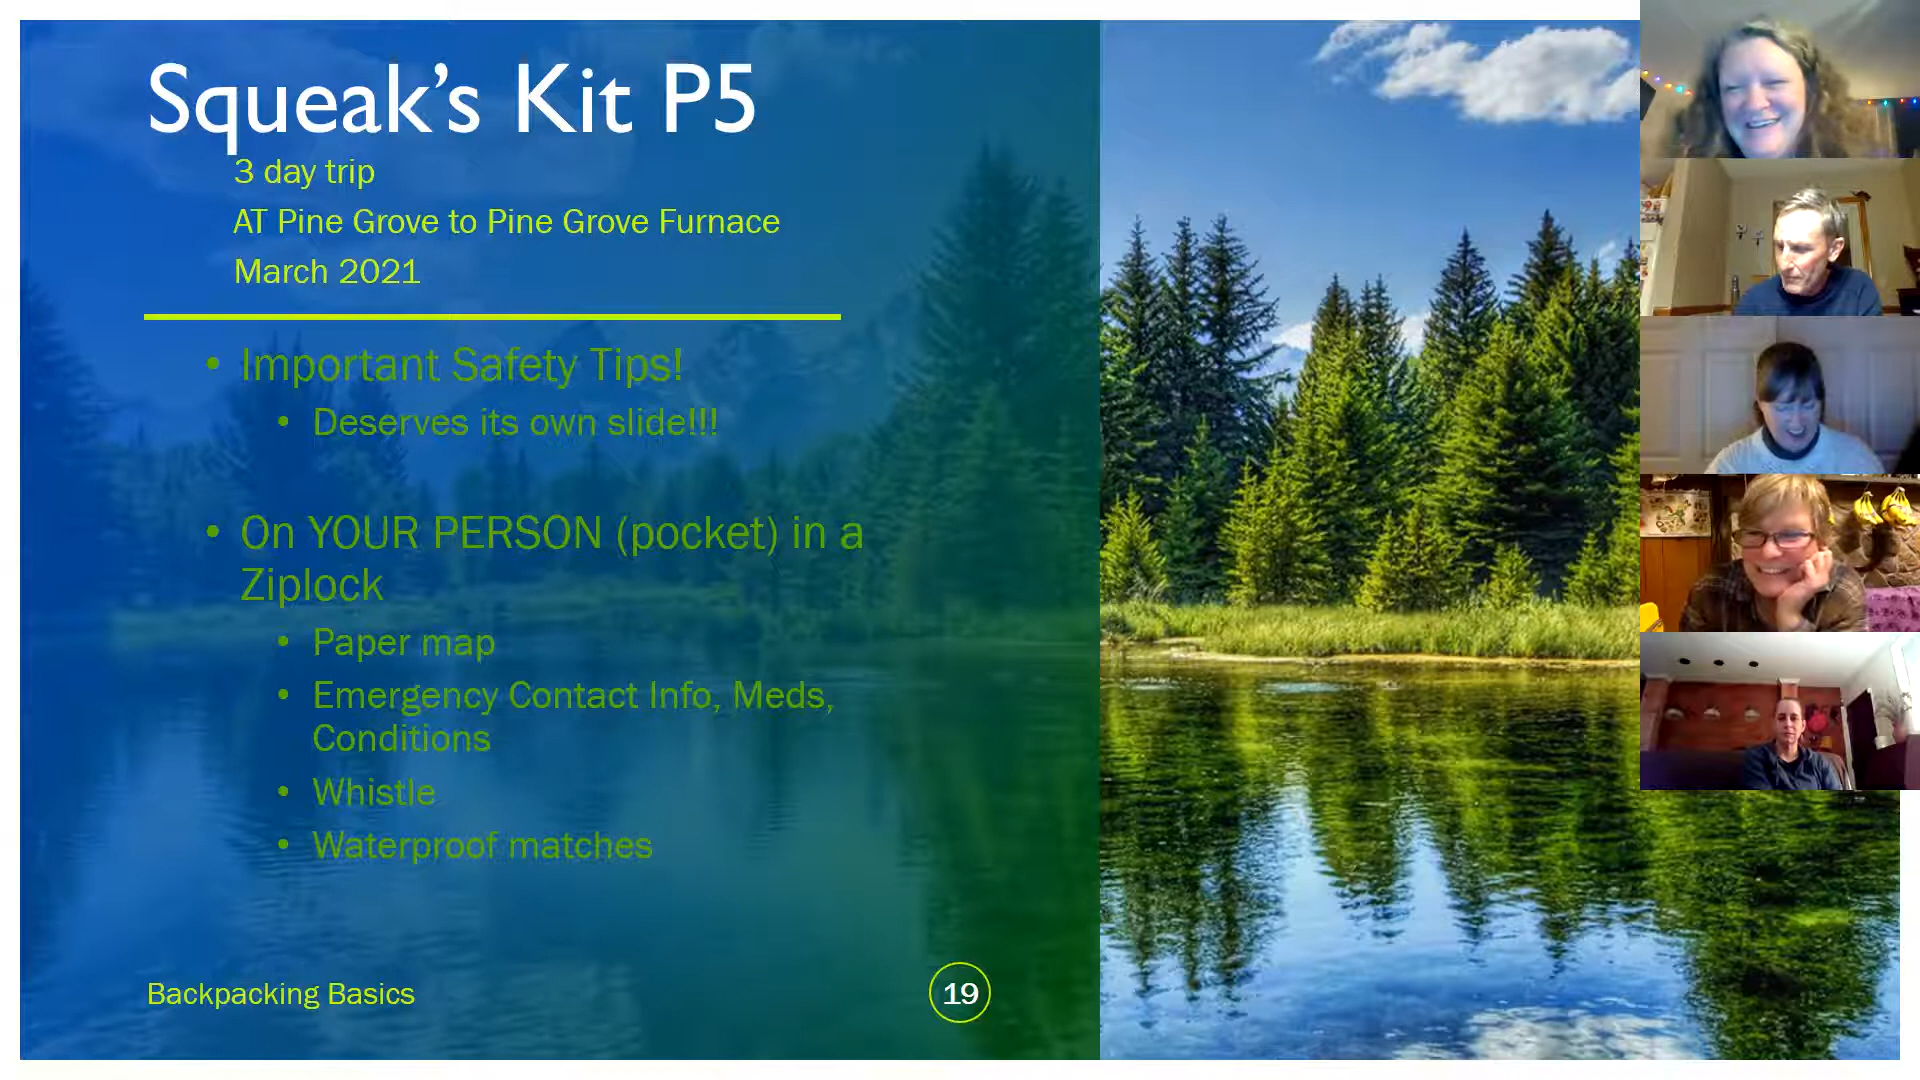 Squeak’s Kit P5
3 day trip
AT Pine Grove to Pine Grove Furnace
March 2021
• Important Safety Tips!
• Deserves its own slide!!!
• On YOUR PERSON (pocket) in a
Ziplock
• Paper map
• Emergency Contact Info, Meds,
Conditions
• Whistle
• Waterproof matches
Backpacking Basics
19